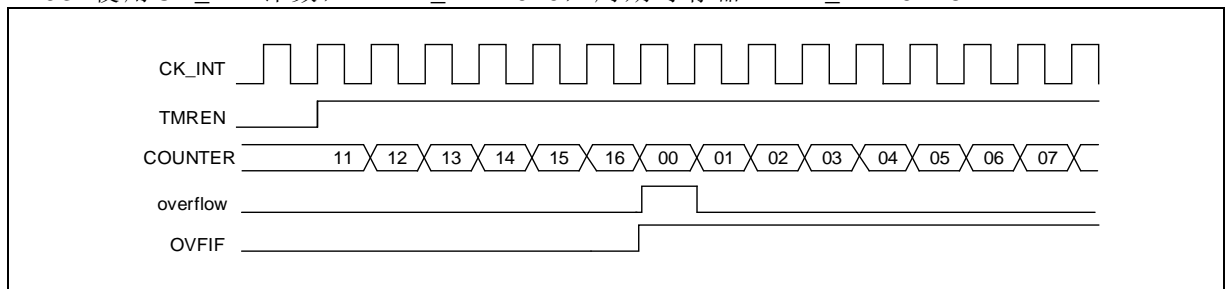 CK_INT
TMREN
COUNTER 11 12 13 14 15 16 00 01 02 03 04 05 06 07
overflow
OVFIF